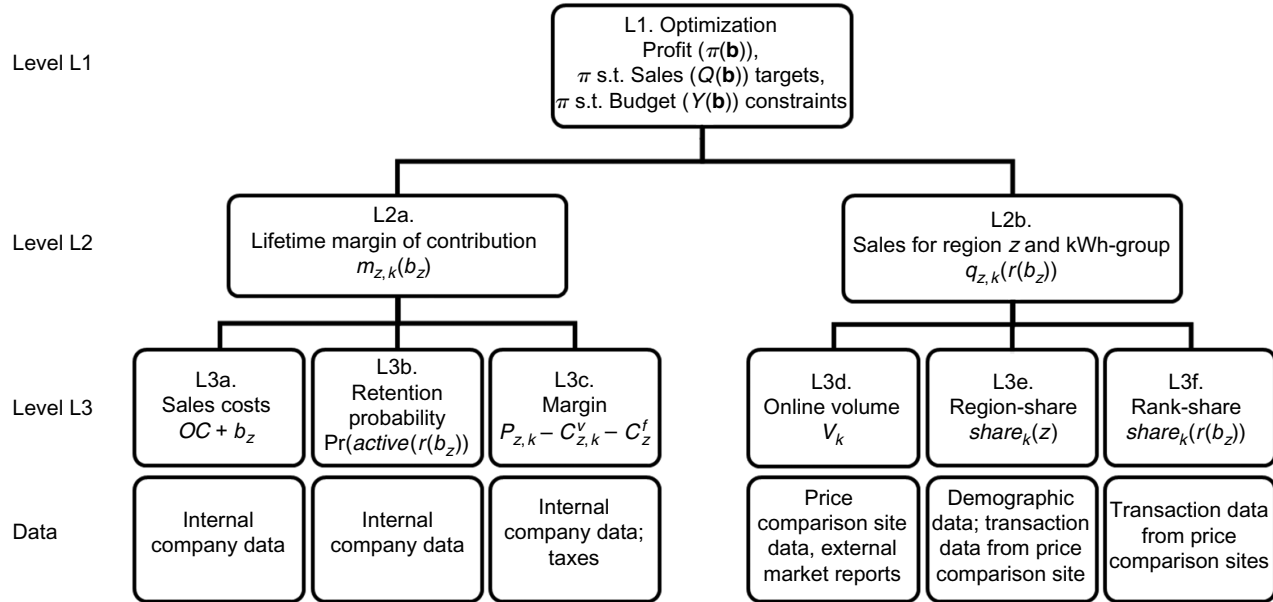 Level L1
L1. Optimization
Profit (π(b)),
π s.t. Sales (Q(b)) targets,
π s.t. Budget (Y(b)) constraints
Level L2
L2a.
Lifetime margin of contribution
m_{z,k}(b_z)
L2b.
Sales for region z and kWh-group
q_{z,k}(r(b_z))
Level L3
L3a.
Sales costs
OC + b_z
L3b.
Retention
probability
Pr(active(r(b_z))
L3c.
Margin
P_{z,k} – C^v_{z,k} – C^f_z
L3d.
Online volume
V_k
L3e.
Region-share
share_k(z)
L3f.
Rank-share
share_k(r(b_z))
Data
Internal
company data
Internal
company data
Internal
company data;
taxes
Price
comparison site
data, external
market reports
Demographic
data; transaction
data from price
comparison site
Transaction data
from price
comparison sites